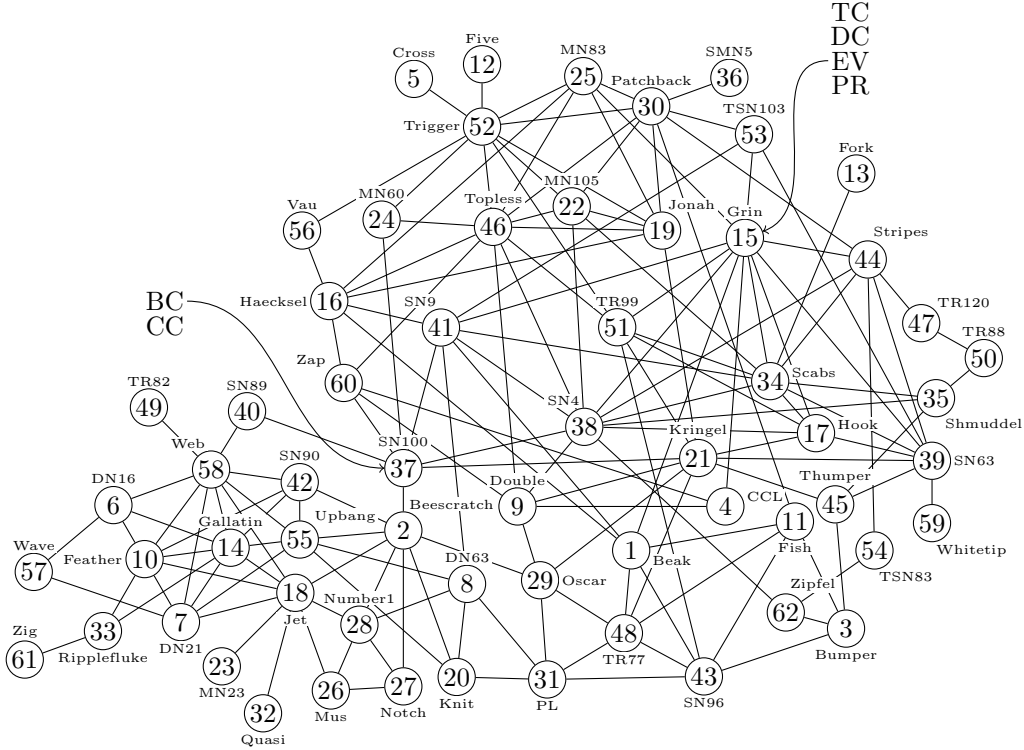 TC
DC
EV
PR
Five
12
Cross
5
MN83
25
SMN5
36
Patchback
30
TSN103
53
Trigger
52
Fork
13
MN105
22
MN60
24
Vau
56
Topless
46
Jonah
19
Grin
15
Stripes
44
BC
CC
Haecksel
16
SN9
41
TR99
51
TR120
47
TR88
50
Zap
60
Scabs
34
35
Shmuddel
TR82
49
SN89
40
SN4
38
Hook
17
Web
58
SN100
37
Kringel
21
39
SN63
DN16
6
SN90
42
Double
9
CCL
4
Thumper
45
Beescratch
2
Upbang
55
Gallatin
14
11
Fish
59
Whitetip
Wave
57
Feather
10
1
Beak
54
TSN83
DN63
8
29
Oscar
18
Jet
Number1
28
Zipfel
62
Zig
61
33
Ripplefluke
7
DN21
48
TR77
3
Bumper
23
MN23
26
Mus
27
Notch
20
Knit
31
PL
43
SN96
32
Quasi